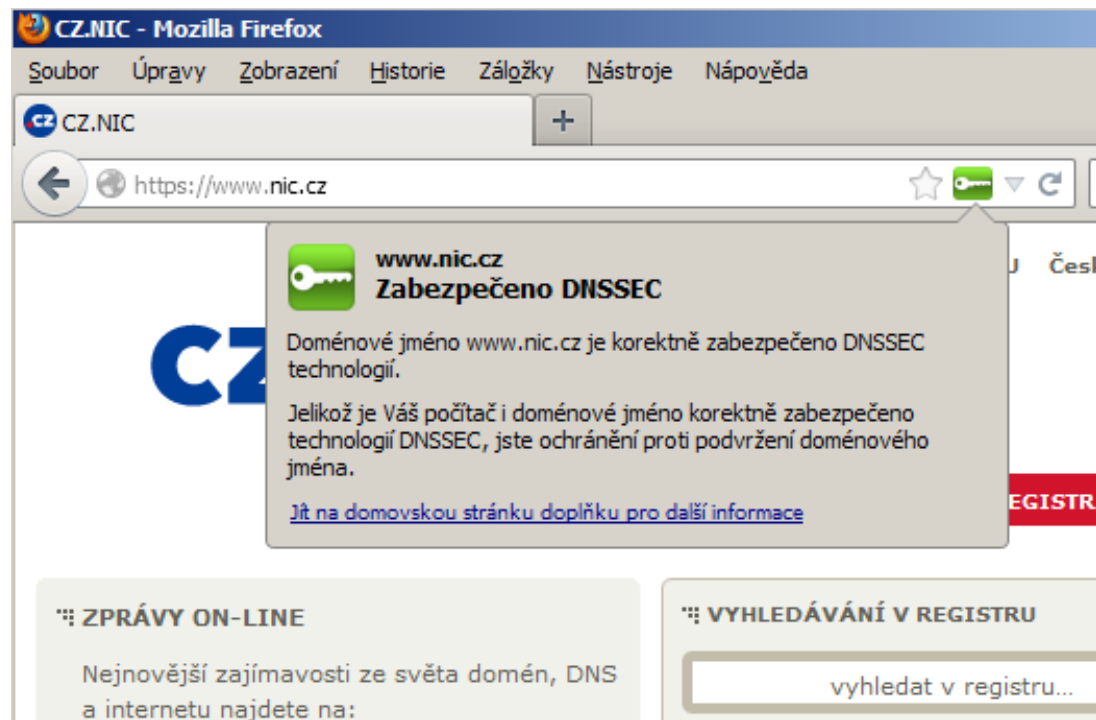 CZ.NIC - Mozilla Firefox
Soubor Úpravy Zobrazení Historie Záložky Nástroje Nápověda
CZ CZ.NIC +
https://www.nic.cz
www.nic.cz
Zabezpečeno DNSSEC
Doménové jméno www.nic.cz je korektně zabezpečeno DNSSEC
technologií.
Jelikož je Váš počítač i doménové jméno korektně zabezpečeno
technologií DNSSEC, jste ochránění proti podvržení doménového
jména.
Jít na domovskou stránku doplňku pro další informace
CZ
ZPRÁVY ON-LINE
Nejnovější zajímavosti ze světa domén, DNS
a internetu najdete na:
VYHLEDÁVÁNÍ V REGISTRU
vyhledat v registru...